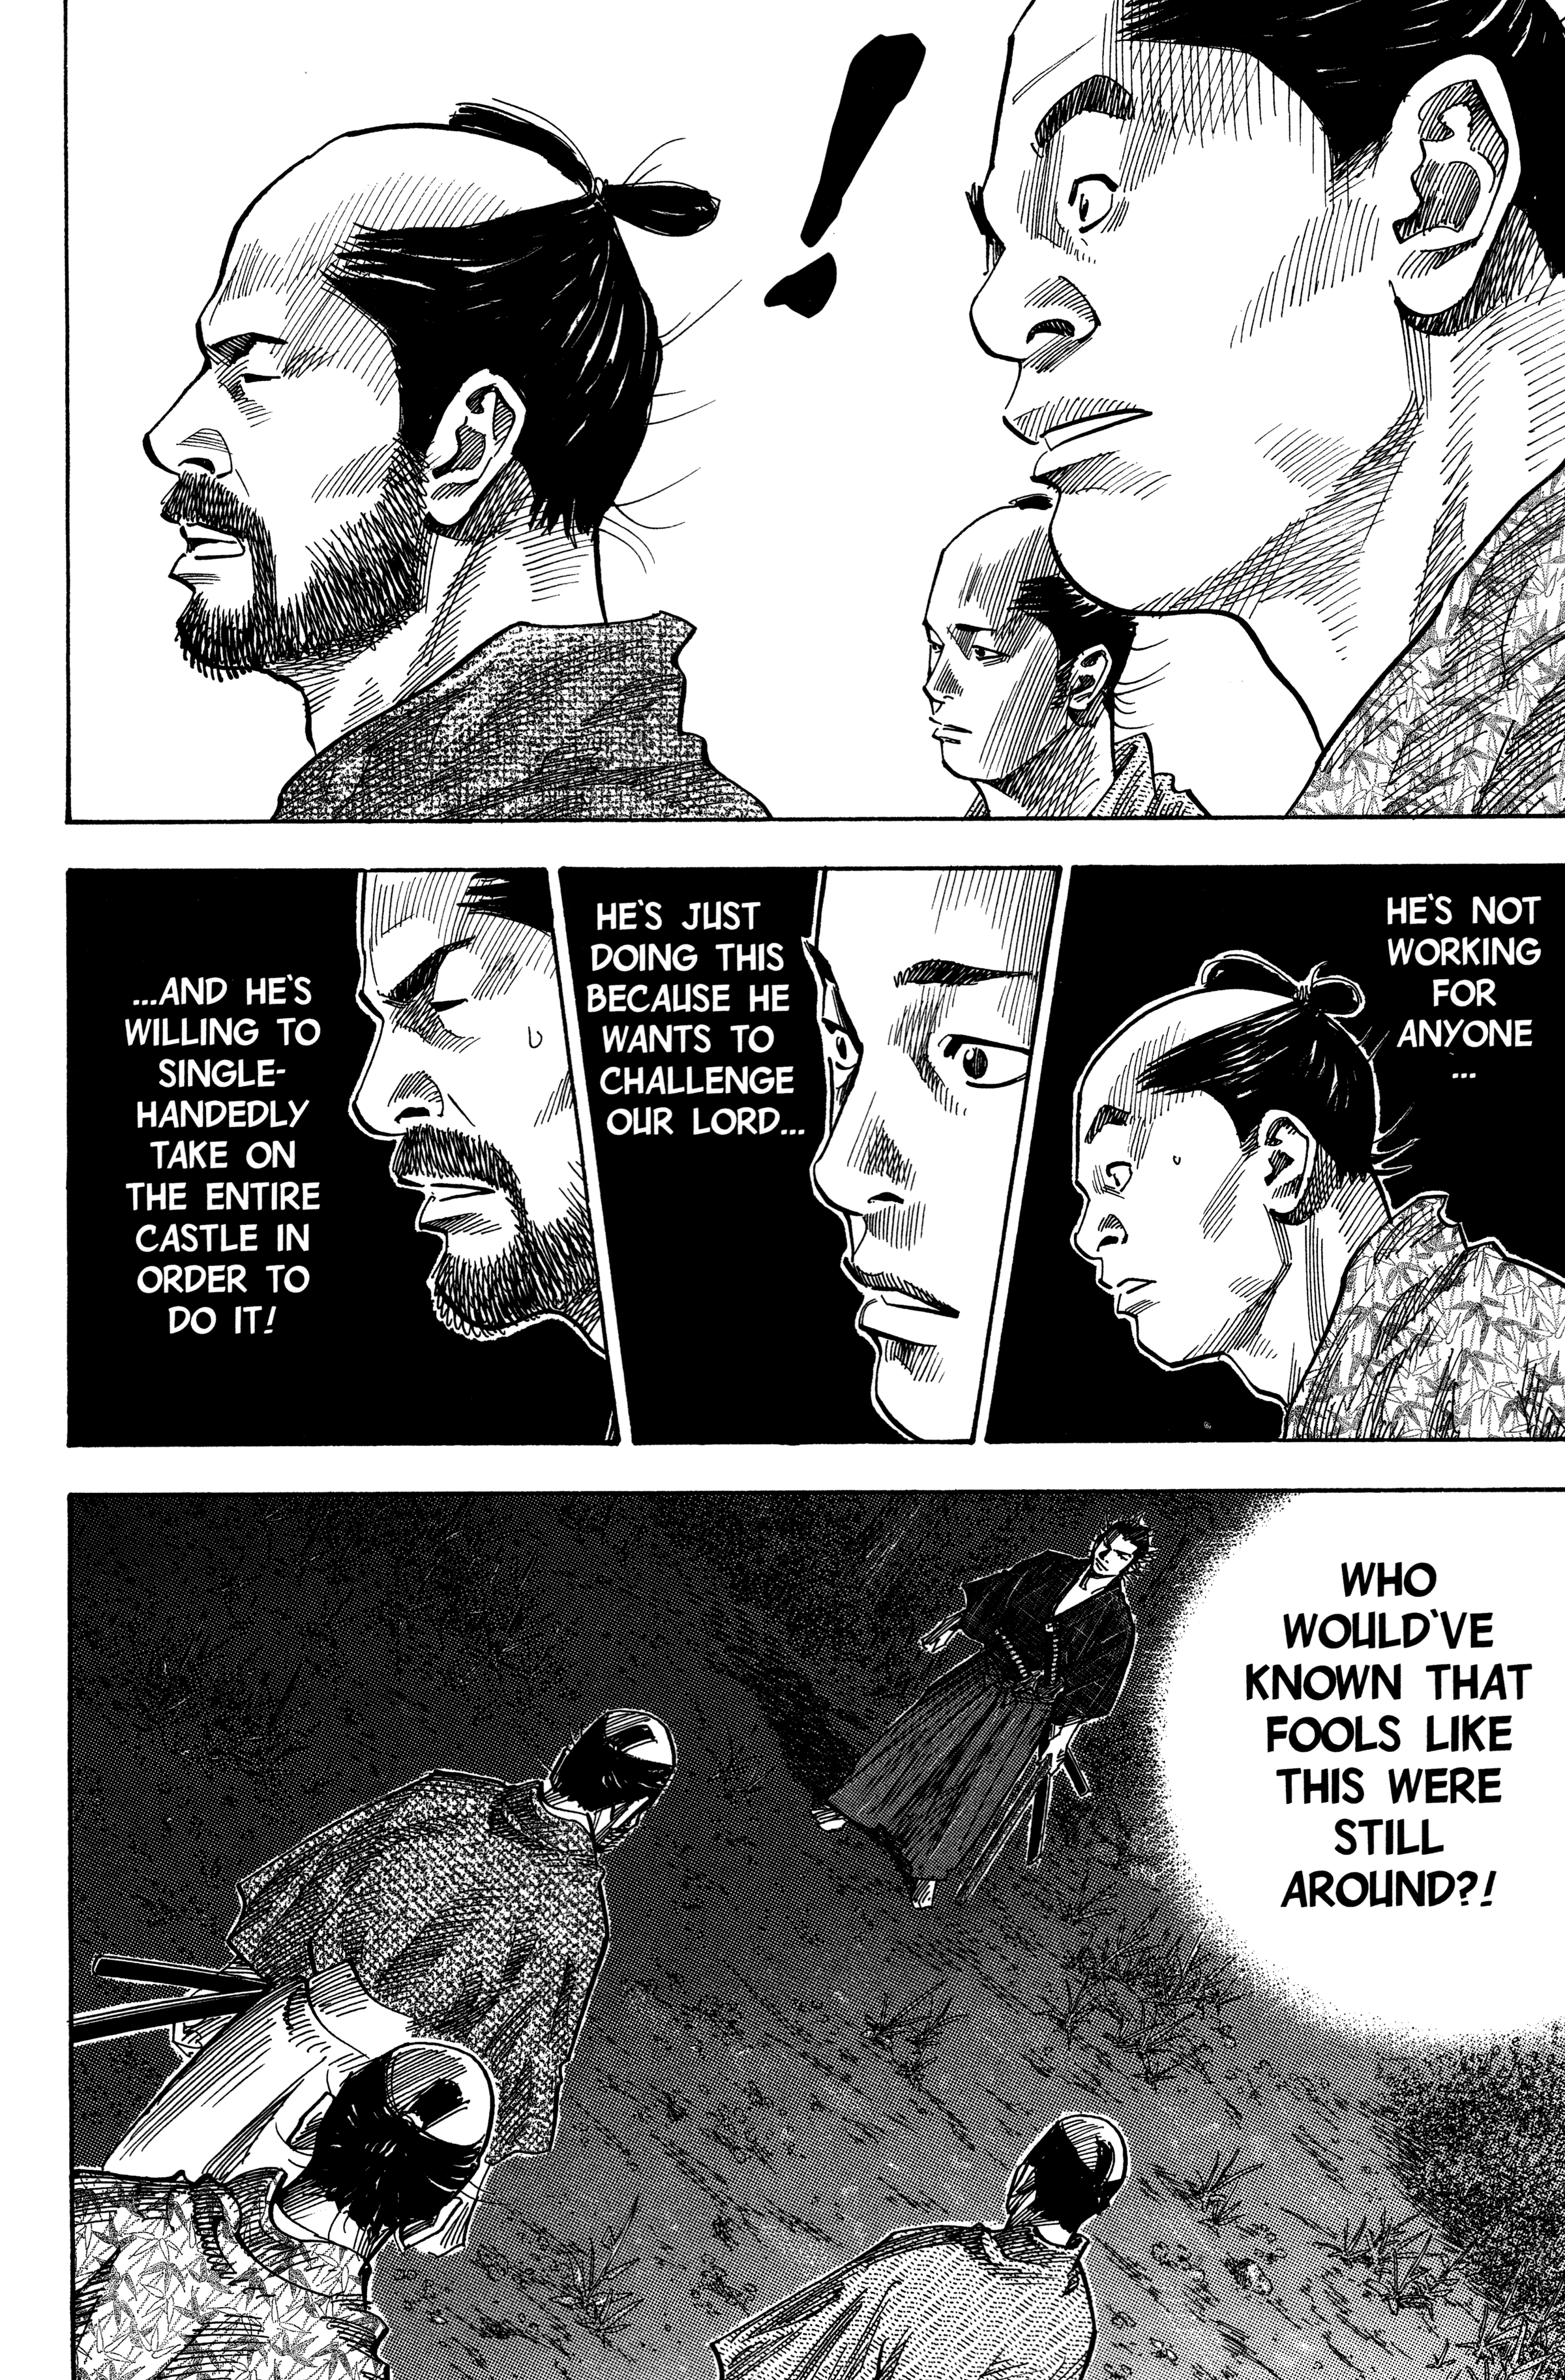 !
HE'S NOT
WORKING
FOR
ANYONE
...
HE'S JUST
DOING THIS
BECAUSE HE
WANTS TO
CHALLENGE
OUR LORD...
...AND HE'S
WILLING TO
SINGLE-
HANDEDLY
TAKE ON
THE ENTIRE
CASTLE IN
ORDER TO
DO IT!
WHO
WOULD'VE
KNOWN THAT
FOOLS LIKE
THIS WERE
STILL
AROUND?!